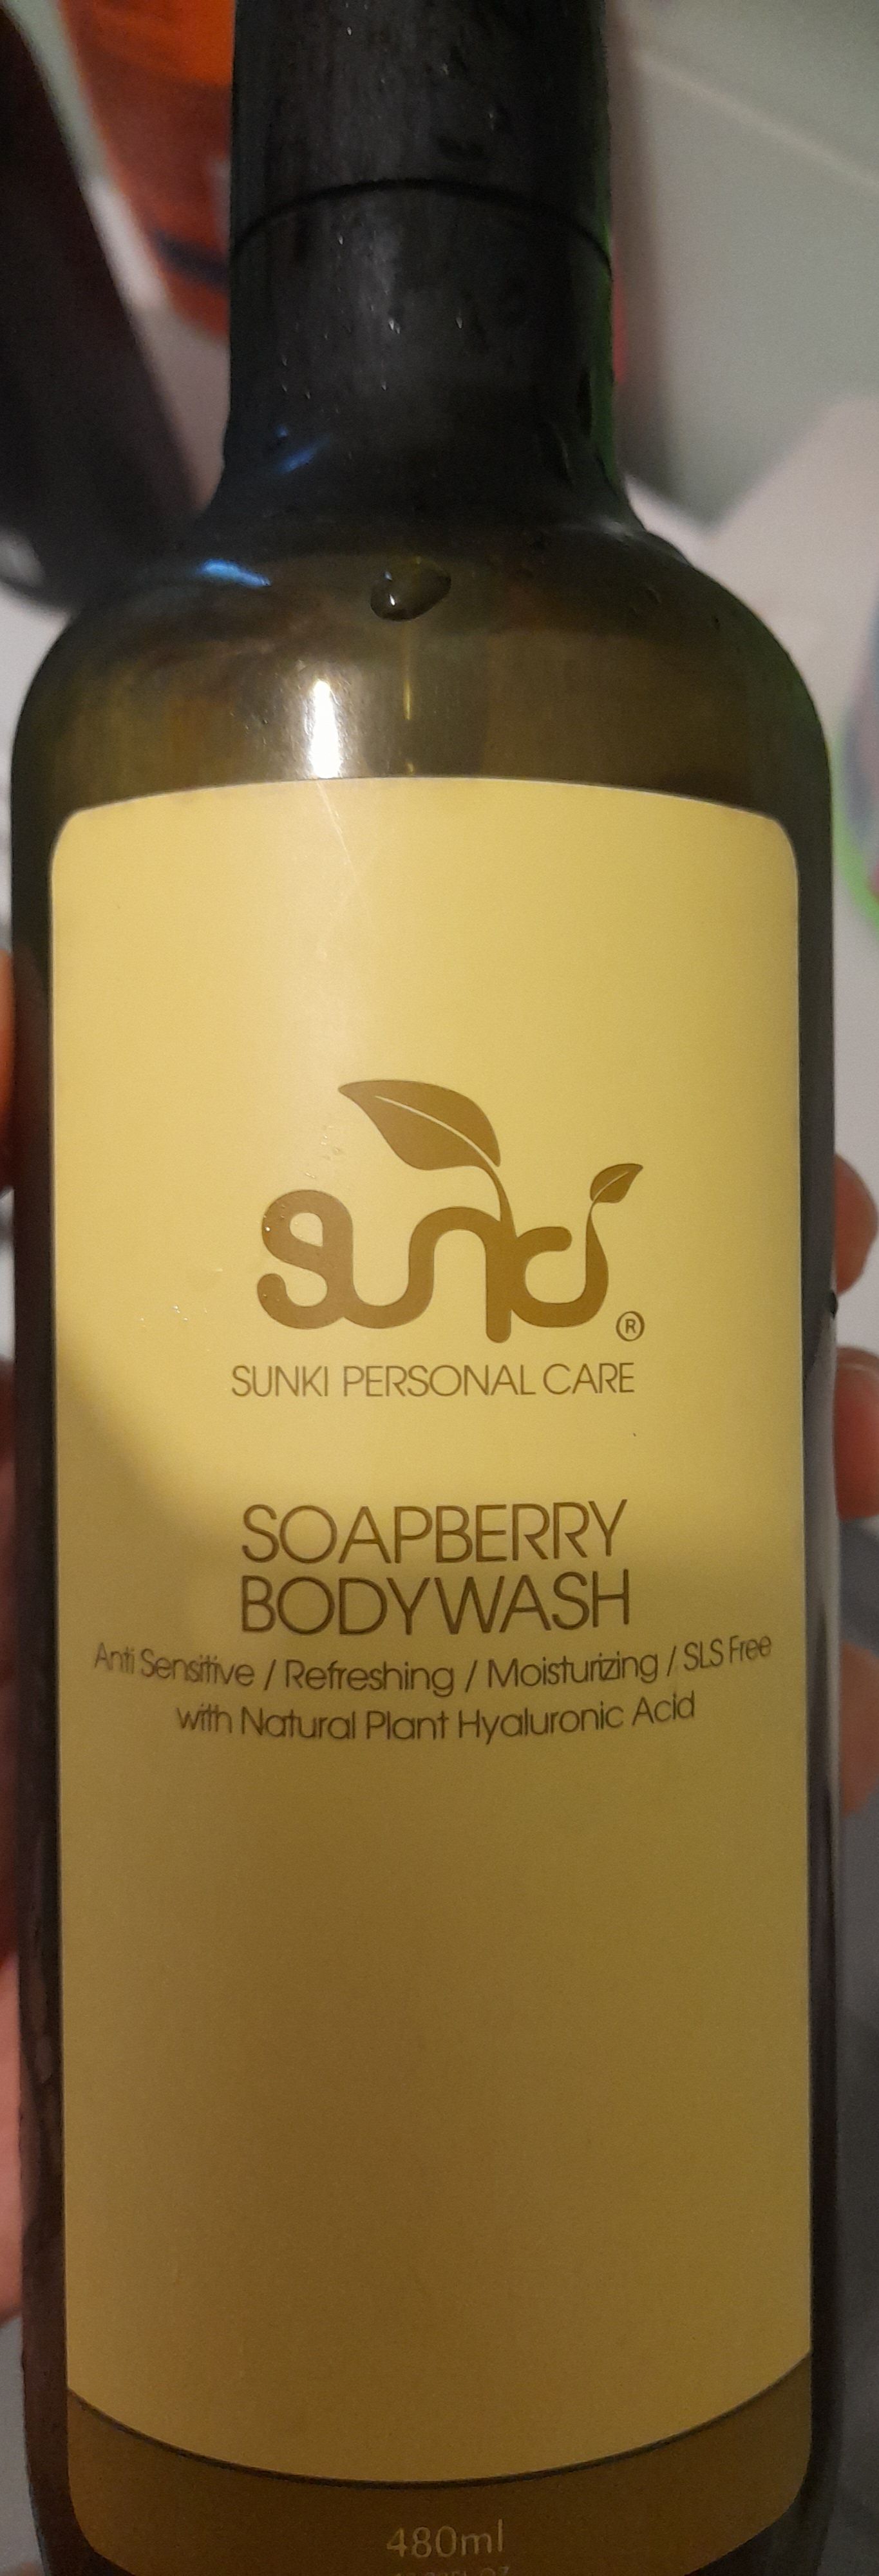 sunki
®
SUNKI PERSONAL CARE
SOAPBERRY
BODYWASH
Anti Sensitive / Refreshing / Moisturizing / SLS Free
with Natural Plant Hyaluronic Acid
480ml